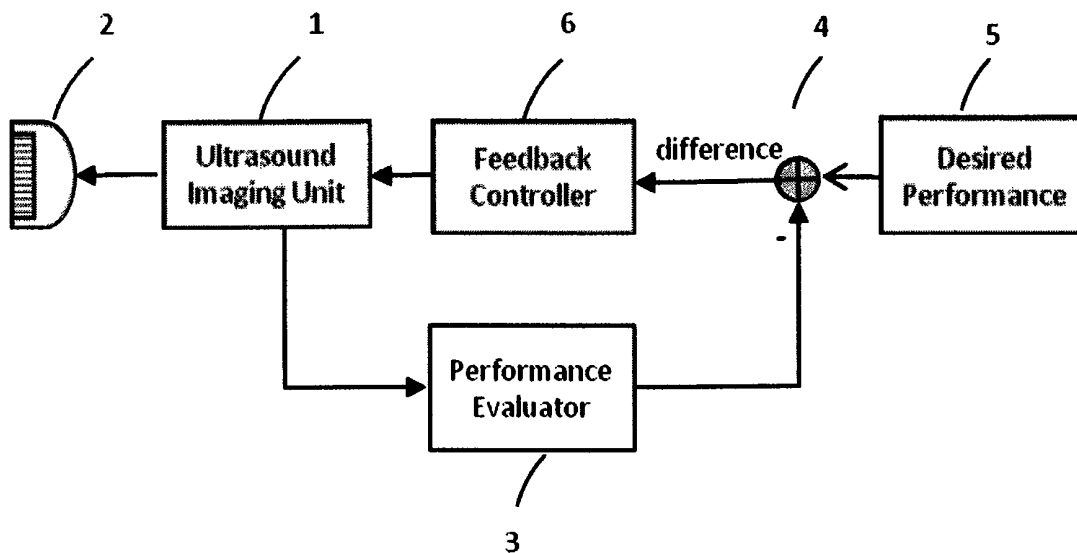 2
1
6
4
5
Ultrasound
Imaging Unit
Feedback
Controller
difference
Desired
Performance
-
Performance
Evaluator
3